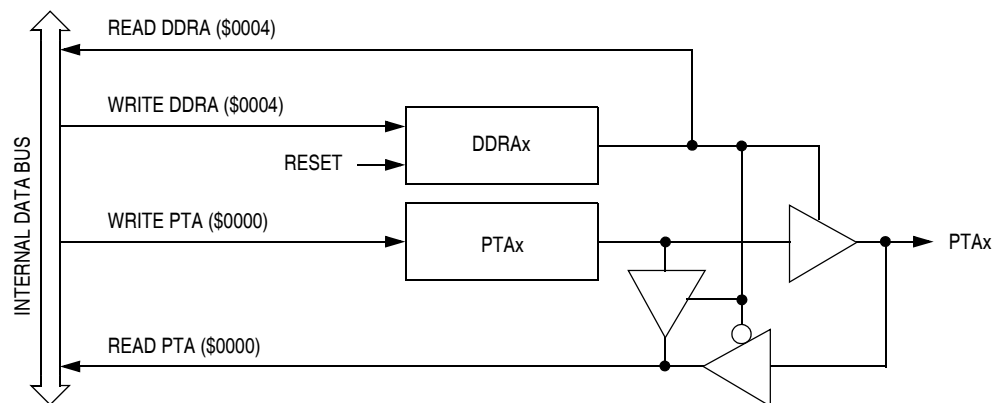 READ DDRA ($0004)
WRITE DDRA ($0004)
DDRAx
RESET
INTERNAL DATA BUS
WRITE PTA ($0000)
PTAx
PTAx
READ PTA ($0000)